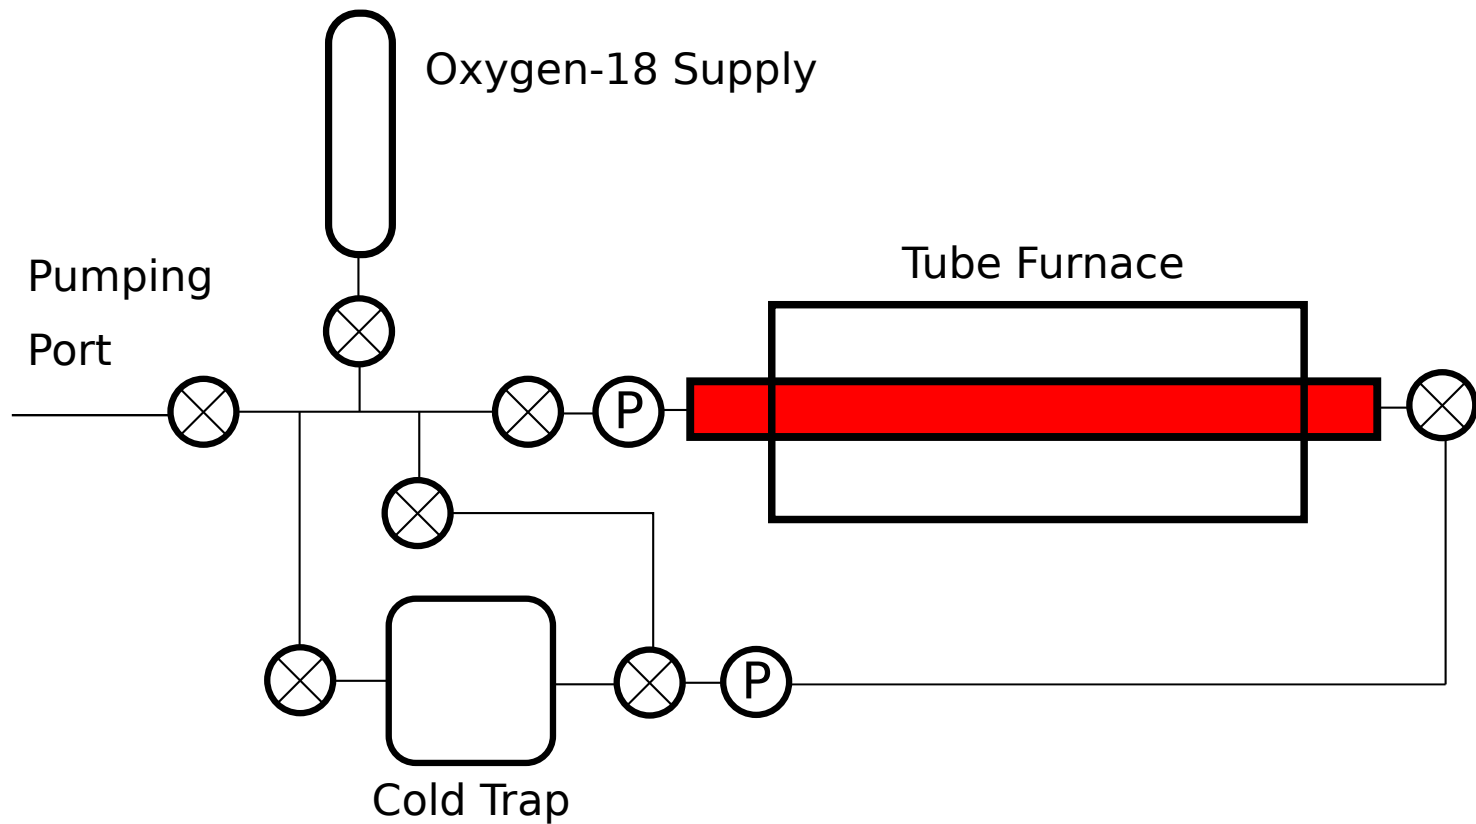 Oxygen-18 Supply
Pumping
Port
Tube Furnace
P
P
Cold Trap